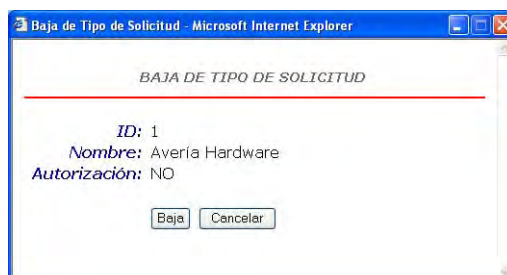 Baja de Tipo de Solicitud - Microsoft Internet Explorer
BAJA DE TIPO DE SOLICITUD
ID: 1
Nombre: Avería Hardware
Autorización: NO
Baja Cancelar